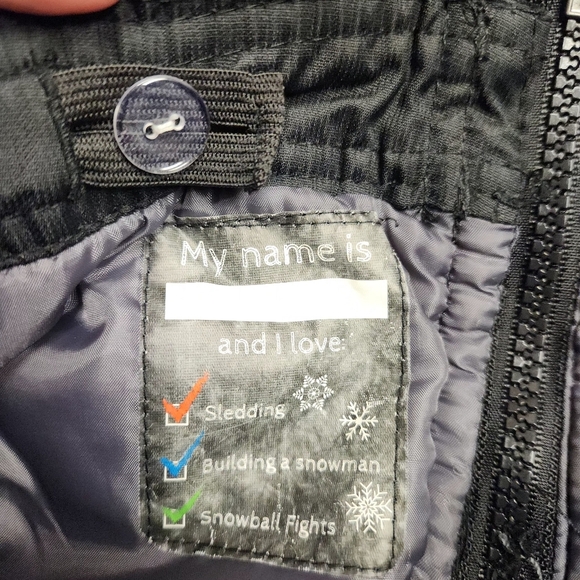 My name is
and I love:
Sledding
Building a snowman
Snowball Fights